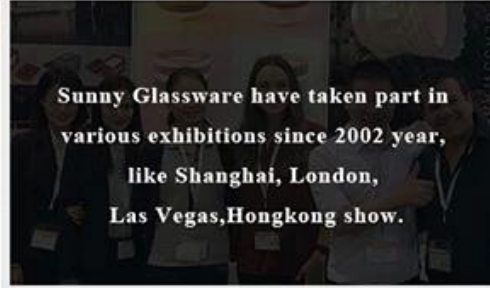 Sunny Glassware have taken part in
various exhibitions since 2002 year,
like Shanghai, London,
Las Vegas,Hongkong show.